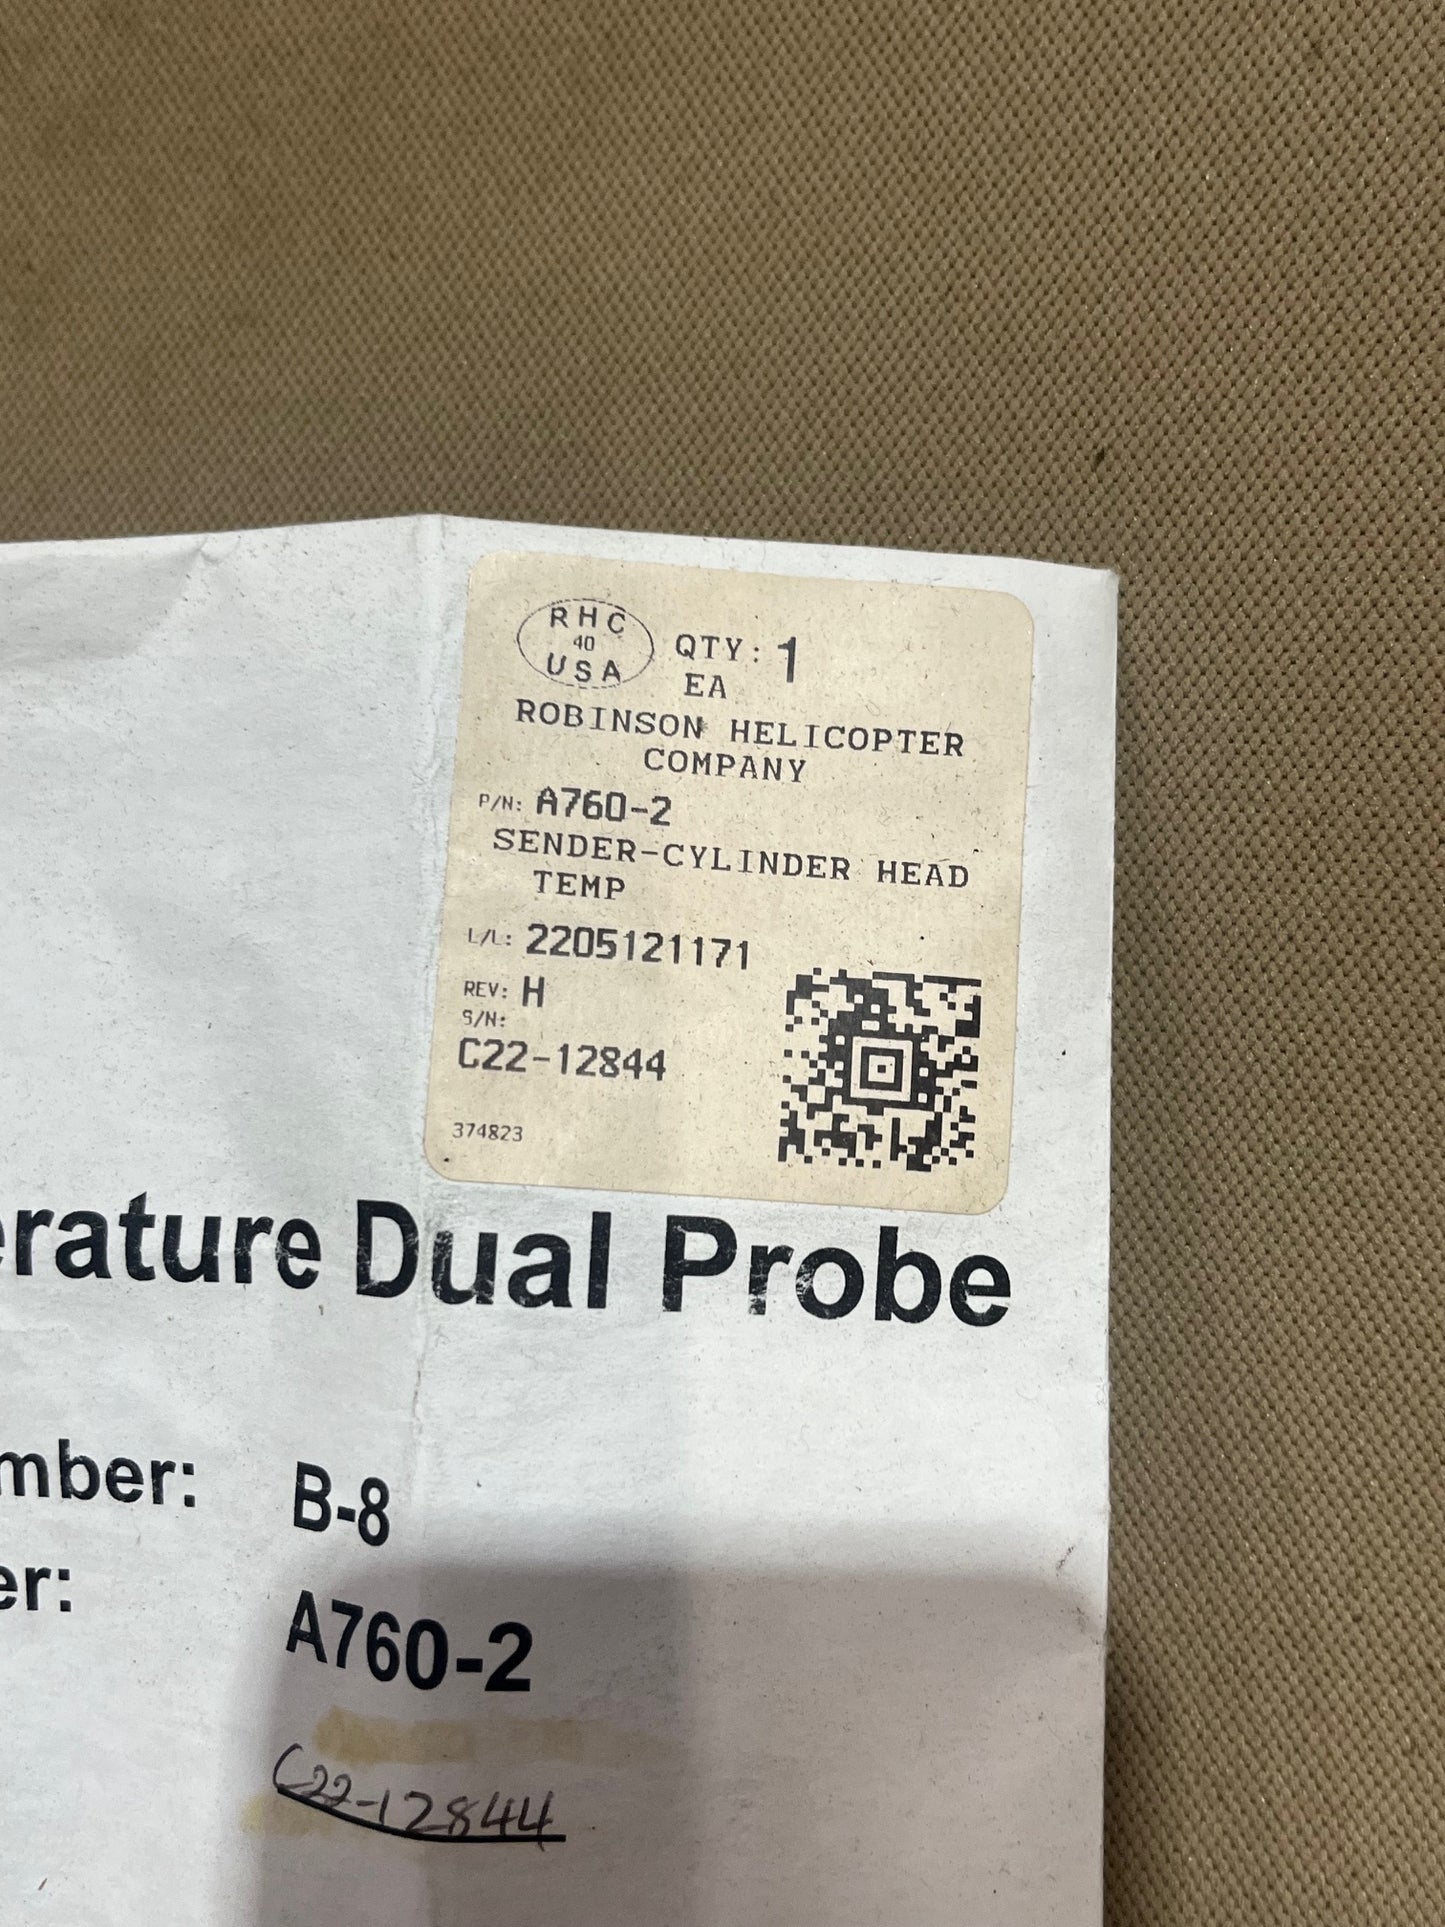 RHC
40
USA
QTY: 1
EA
ROBINSON HELICOPTER
COMPANY
P/N: A760-2
SENDER-CYLINDER HEAD
TEMP
L/L: 2205121171
REV: H
S/N:
C22-12844
374823
erature Dual Probe
mber: B-8
er: A760-2
C22-12844